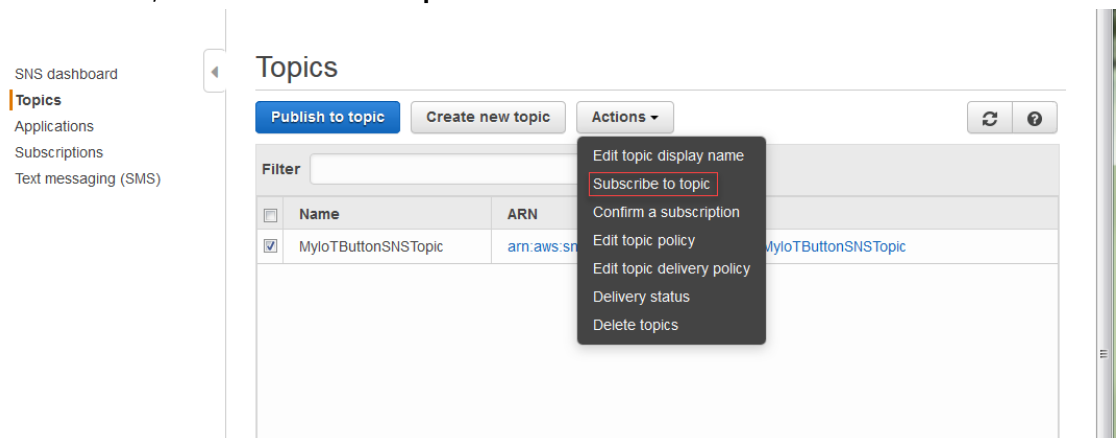 SNS dashboard
Topics
Applications
Subscriptions
Text messaging (SMS)
Topics
Publish to topic
Create new topic
Actions
Filter
Edit topic display name
Subscribe to topic
Confirm a subscription
Edit topic policy
Edit topic delivery policy
Delivery status
Delete topics
Name ARN
MyIoTButtonSNSTopic arn:aws:sn MyIoTButtonSNSTopic